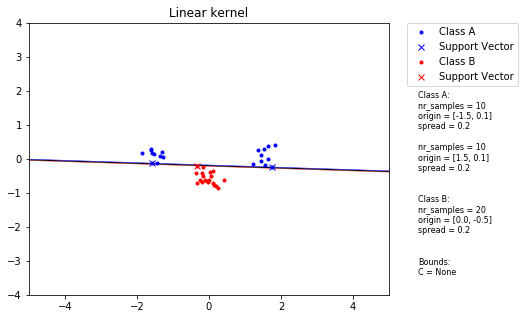 Linear kernel
Class A
Support Vector
Class B
Support Vector
Class A:
nr_samples = 10
origin = [-1.5, 0.1]
spread = 0.2
nr_samples = 10
origin = [1.5, 0.1]
spread = 0.2
Class B:
nr_samples = 20
origin = [0.0, -0.5]
spread = 0.2
Bounds:
C = None
4
3
2
1
0
−1
−2
−3
−4
−4 −2 0 2 4